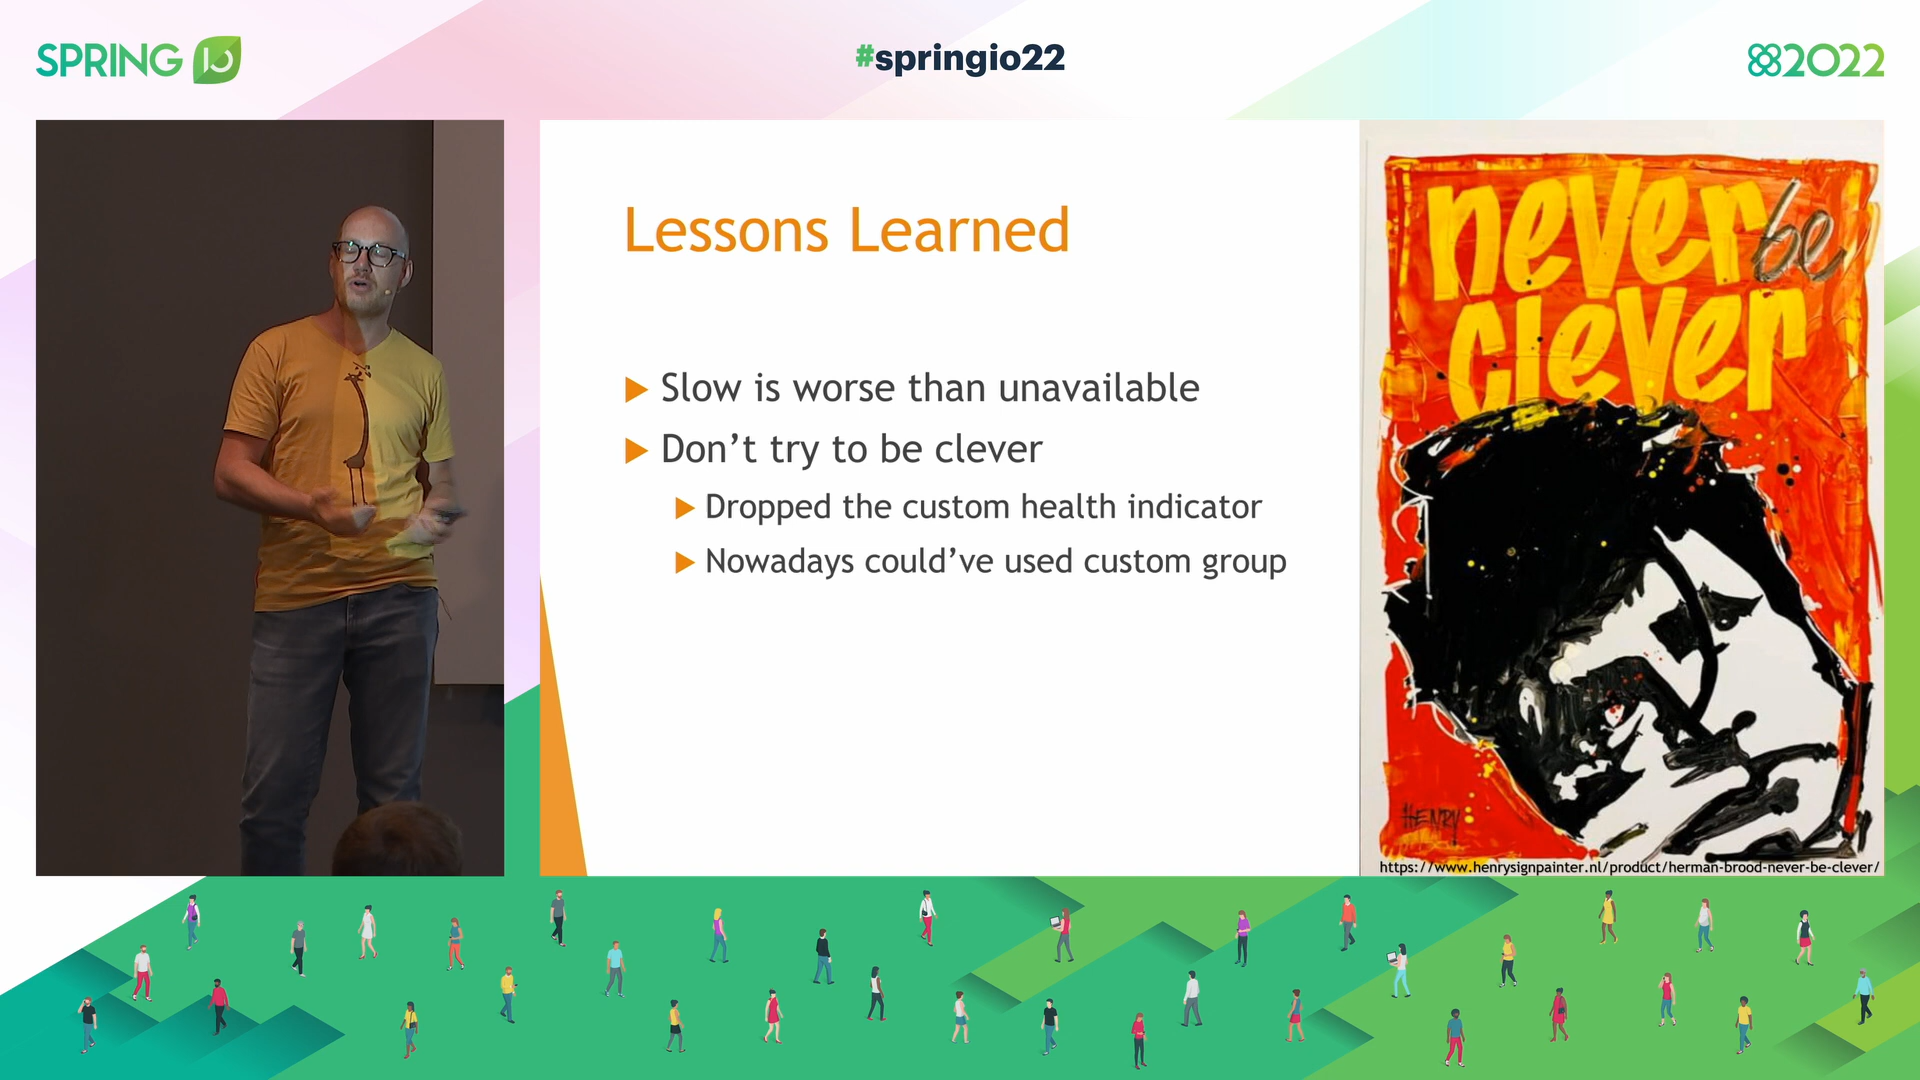 SPRING IO
#springio22
2022
Lessons Learned
Slow is worse than unavailable
Don't try to be clever
Dropped the custom health indicator
Nowadays could've used custom group
never be
clever
HENRY
https://www.henrysignpainter.nl/product/herman-brood-never-be-clever/